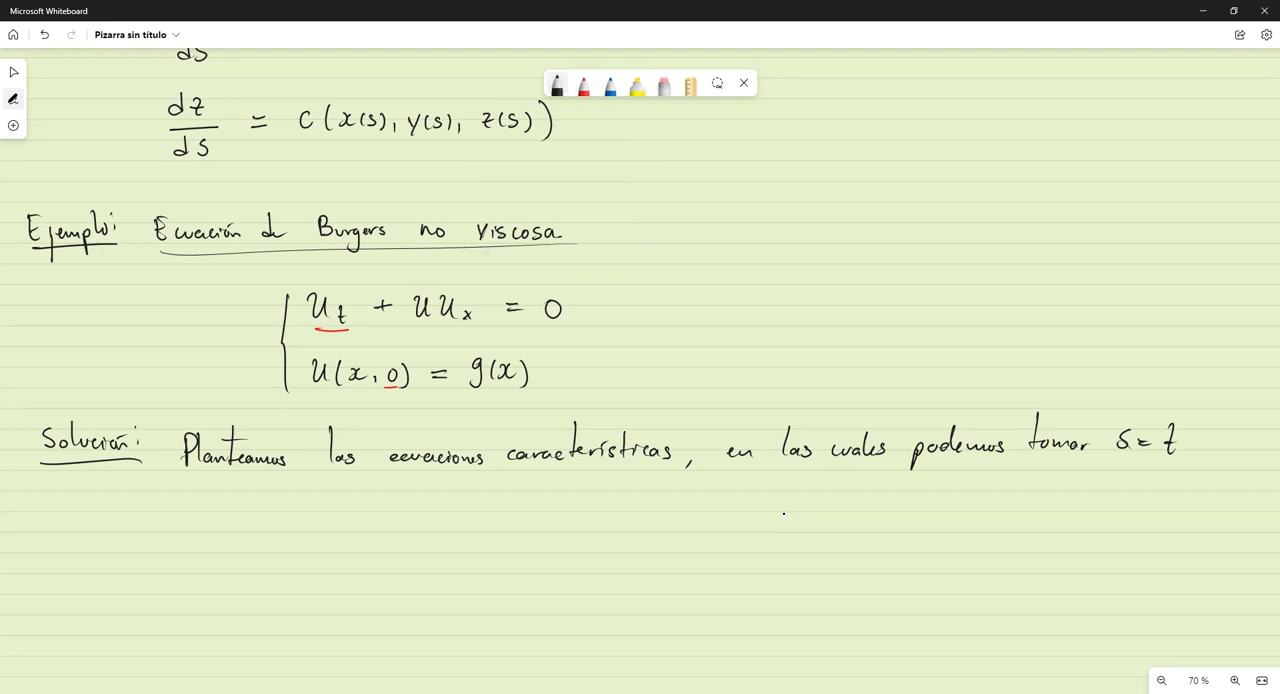 Microsoft Whiteboard
Pizarra sin título
dS
dz
dS = C(x(s), y(s), z(s))
Ejemplo: Ecuación de Burgers no viscosa
u_t + u u_x = 0
u(x, 0) = g(x)
Solución: Planteamos las ecuaciones características, en las cuales podemos tomar s = t
70 %